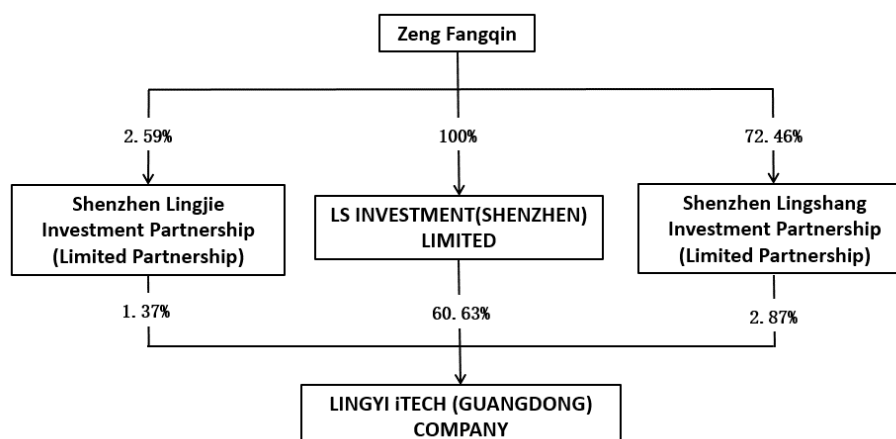 Zeng Fangqin
2.59%
100%
72.46%
Shenzhen Lingjie
Investment Partnership
(Limited Partnership)
LS INVESTMENT(SHENZHEN)
LIMITED
Shenzhen Lingshang
Investment Partnership
(Limited Partnership)
1.37%
60.63%
2.87%
LINGYI iTECH (GUANGDONG)
COMPANY